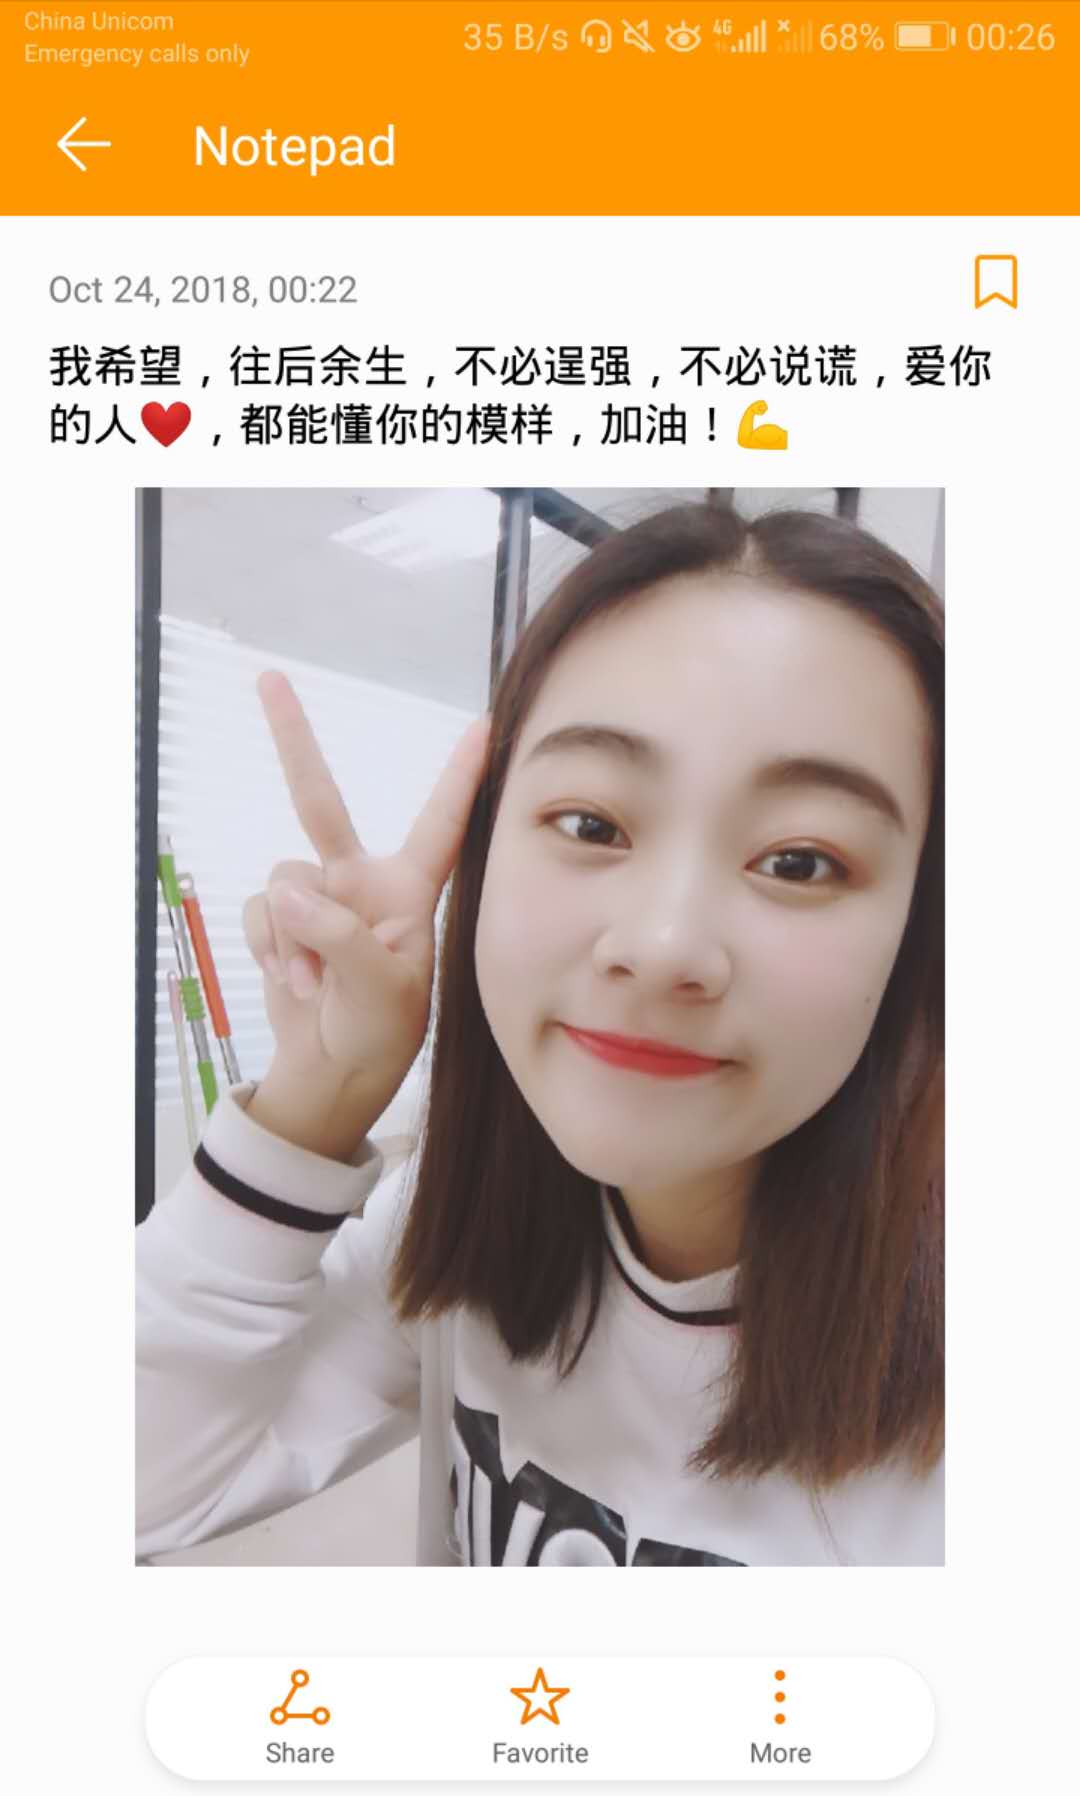 China Unicom
Emergency calls only
35 B/s 4G 68% 00:26
Notepad
Oct 24, 2018, 00:22
我希望，往后余生，不必逞强，不必说谎，爱你
的人❤️，都能懂你的模样，加油！💪
Share
Favorite
More